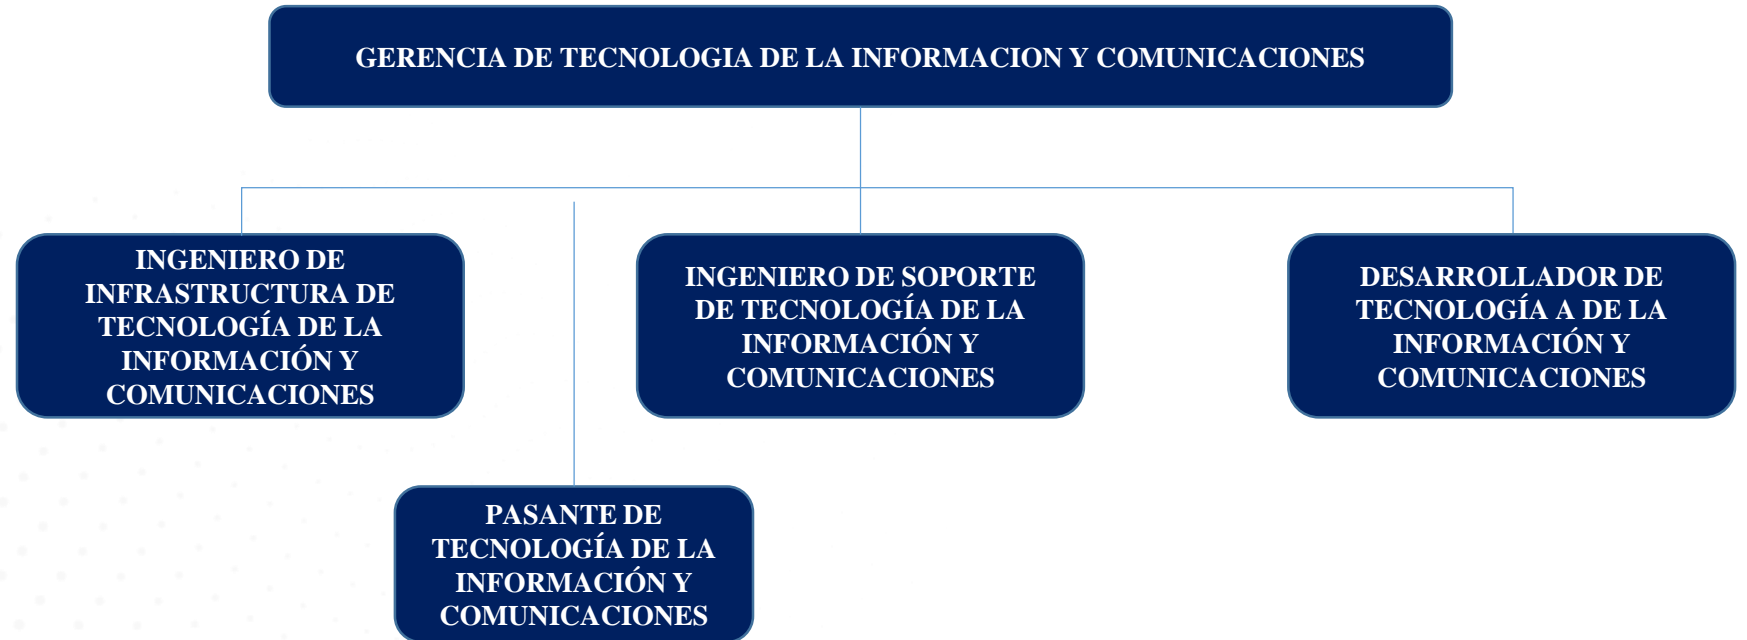 GERENCIA DE TECNOLOGIA DE LA INFORMACION Y COMUNICACIONES
INGENIERO DE
INFRASTRUCTURA DE
TECNOLOGÍA DE LA
INFORMACIÓN Y
COMUNICACIONES
INGENIERO DE SOPORTE
DE TECNOLOGÍA DE LA
INFORMACIÓN Y
COMUNICACIONES
DESARROLLADOR DE
TECNOLOGÍA A DE LA
INFORMACIÓN Y
COMUNICACIONES
PASANTE DE
TECNOLOGÍA DE LA
INFORMACIÓN Y
COMUNICACIONES